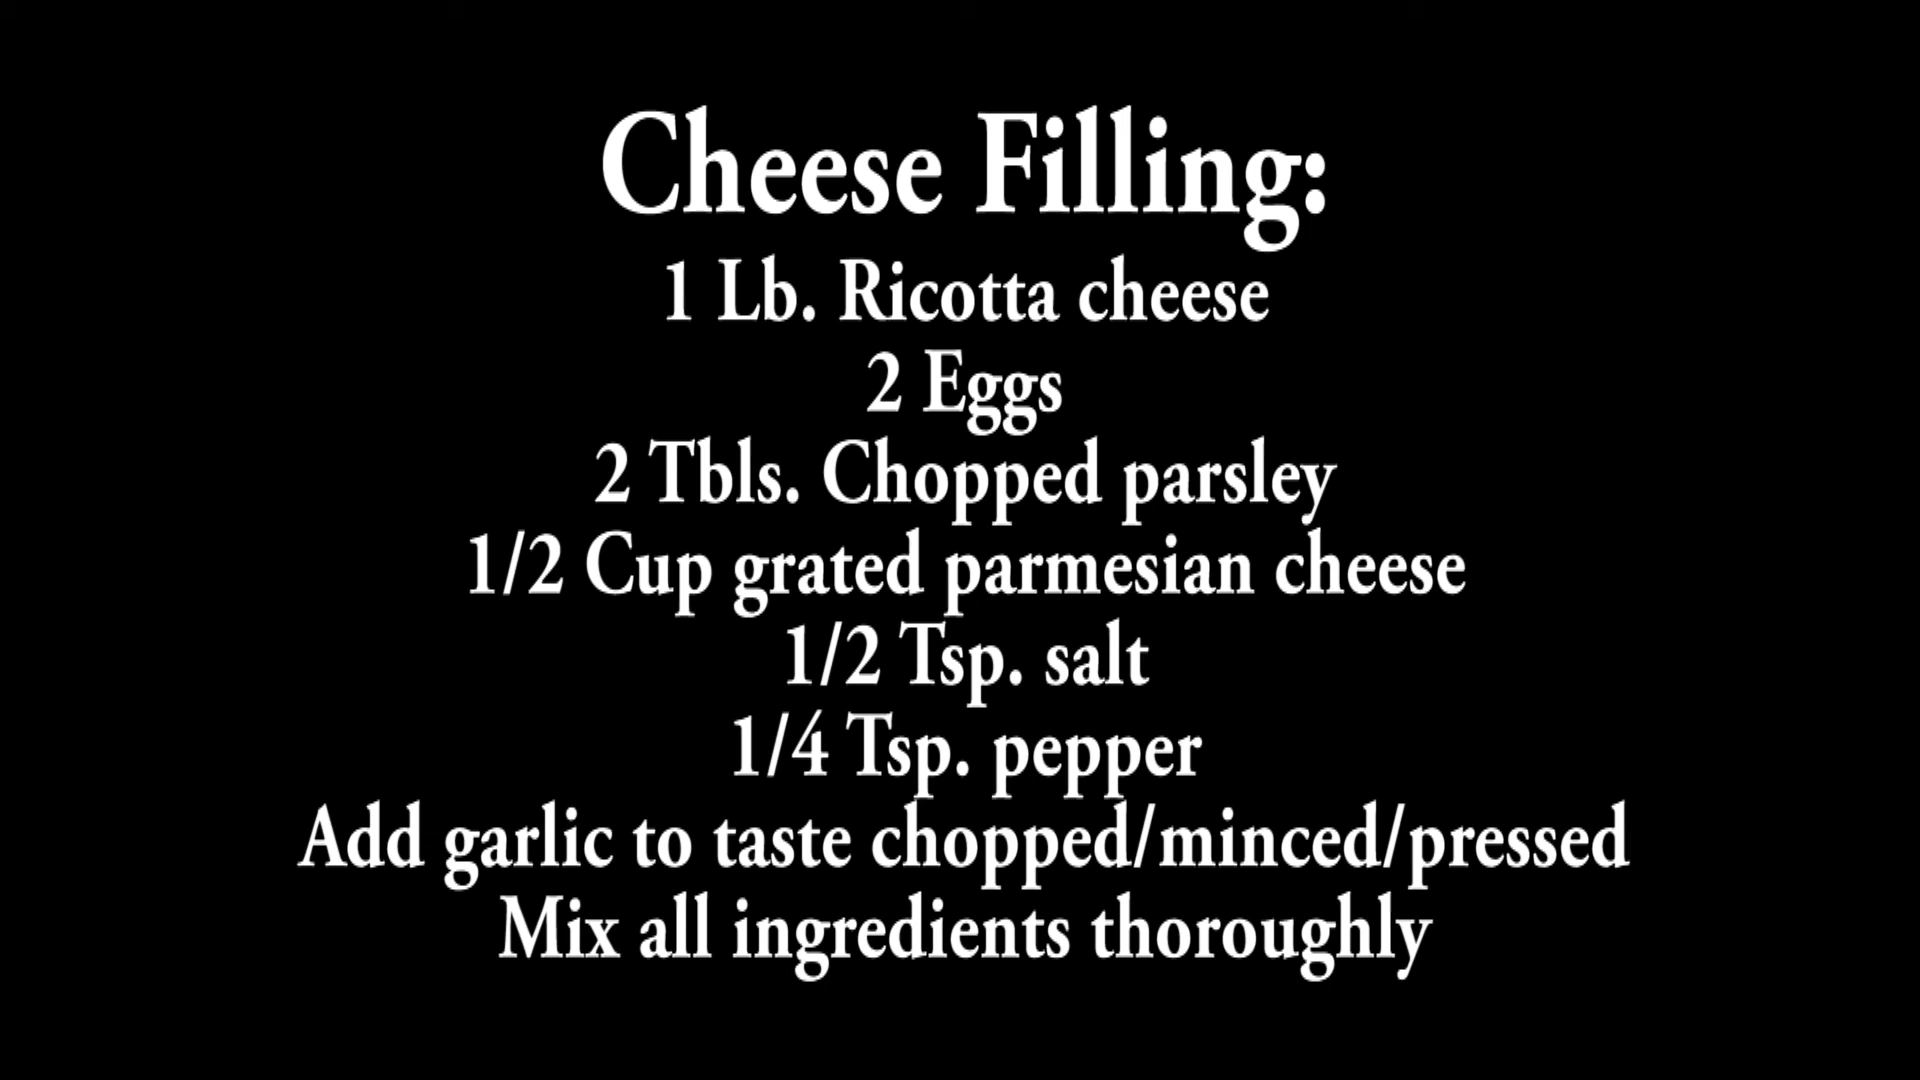 Cheese Filling:
1 Lb. Ricotta cheese
2 Eggs
2 Tbls. Chopped parsley
1/2 Cup grated parmesian cheese
1/2 Tsp. salt
1/4 Tsp. pepper
Add garlic to taste chopped/minced/pressed
Mix all ingredients thoroughly